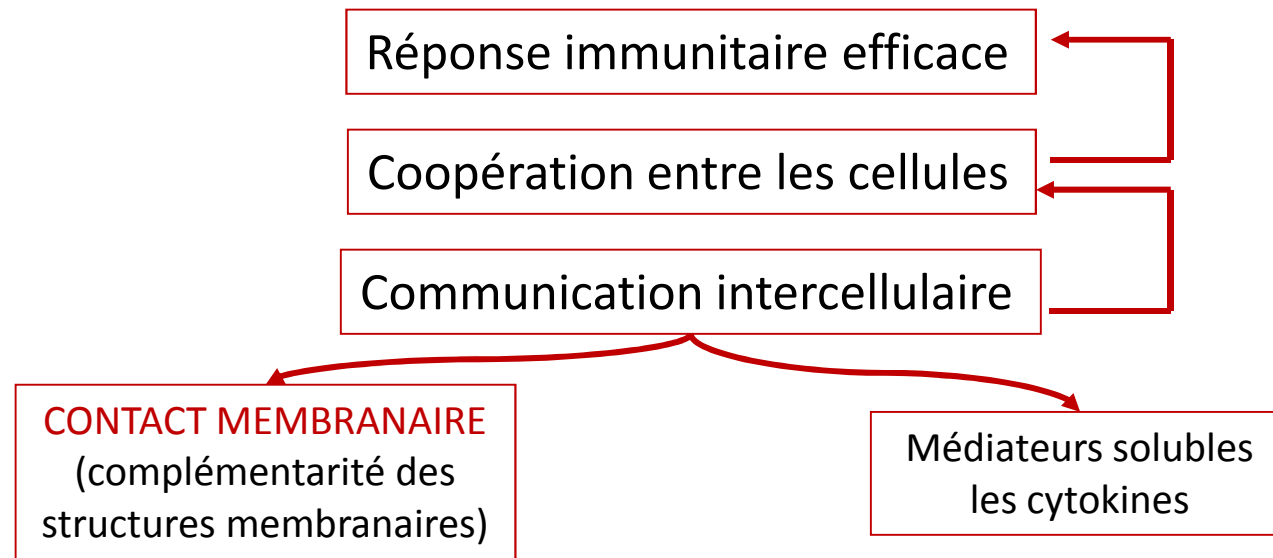 Réponse immunitaire efficace
Coopération entre les cellules
Communication intercellulaire
CONTACT MEMBRANAIRE
(complémentarité des
structures membranaires)
Médiateurs solubles
les cytokines